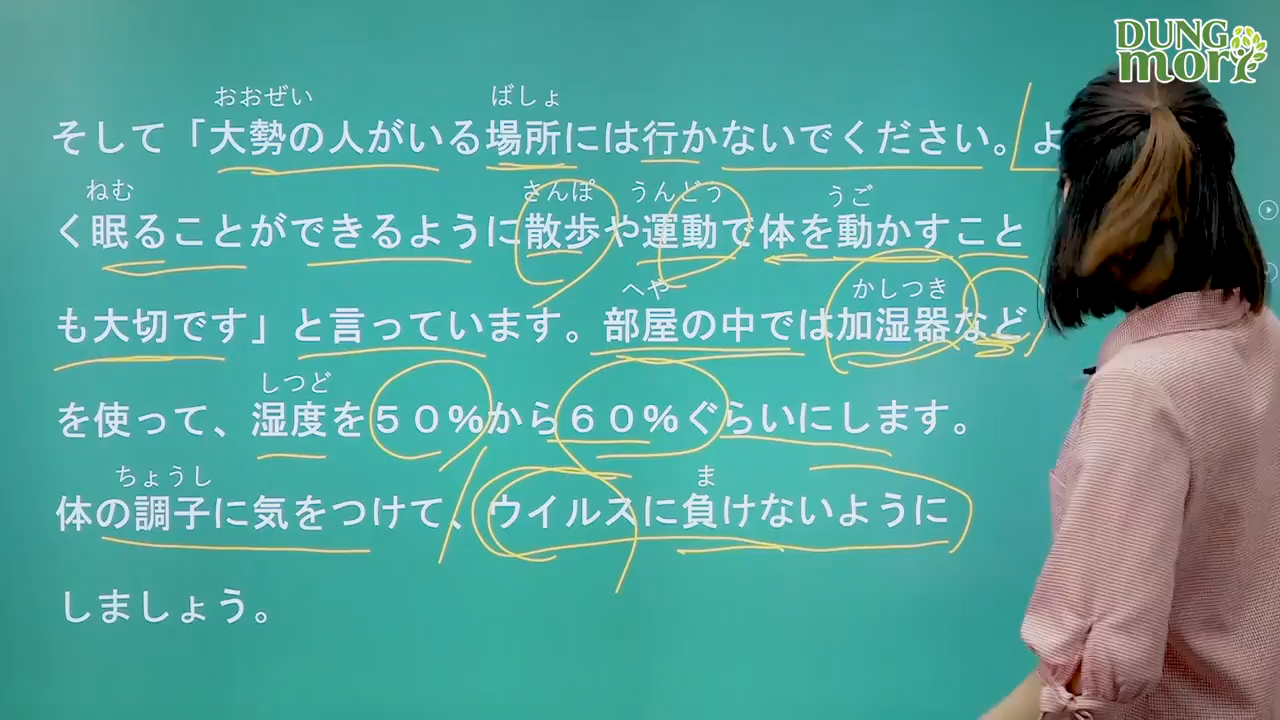 DUNG
mori
おおぜい ばしょ
そして「大勢の人がいる場所には行かないでください。よ
ねむ さんぽ うんどう うご
く眠ることができるように散歩や運動で体を動かすこと
へや かしつき
も大切です」と言っています。部屋の中では加湿器など
しつど
を使って、湿度を５０%から６０%ぐらいにします。
ちょうし ま
体の調子に気をつけて、ウイルスに負けないように
しましょう。